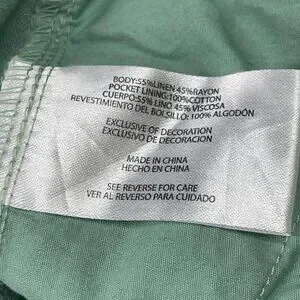 BODY:55%LINEN 45%RAYON
POCKET LINING:100%COTTON
CUERPO:55% LINO 45% VISCOSA
REVESTIMIENTO DEL BOLSILLO: 100% ALGODÓN
EXCLUSIVE OF DECORATION
EXCLUSIVO DE DECORACIÓN
MADE IN CHINA
HECHO EN CHINA
SEE REVERSE FOR CARE
VER AL REVERSO PARA CUIDADO